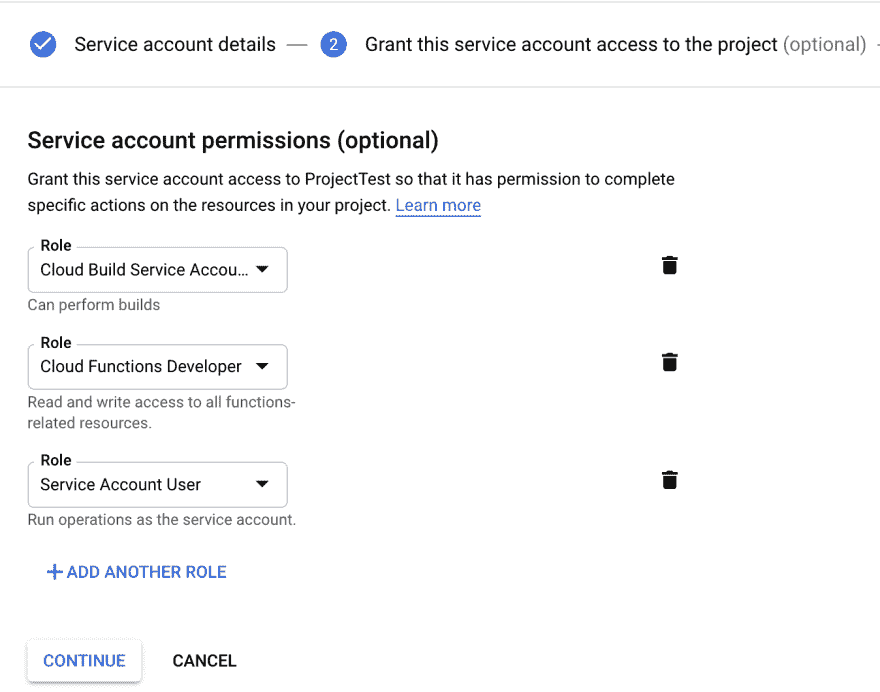 Service account details — 2 Grant this service account access to the project (optional)
Service account permissions (optional)
Grant this service account access to ProjectTest so that it has permission to complete
specific actions on the resources in your project. Learn more
Role
Cloud Build Service Accou...
Can perform builds
Role
Cloud Functions Developer
Read and write access to all functions-
related resources.
Role
Service Account User
Run operations as the service account.
+ ADD ANOTHER ROLE
CONTINUE CANCEL